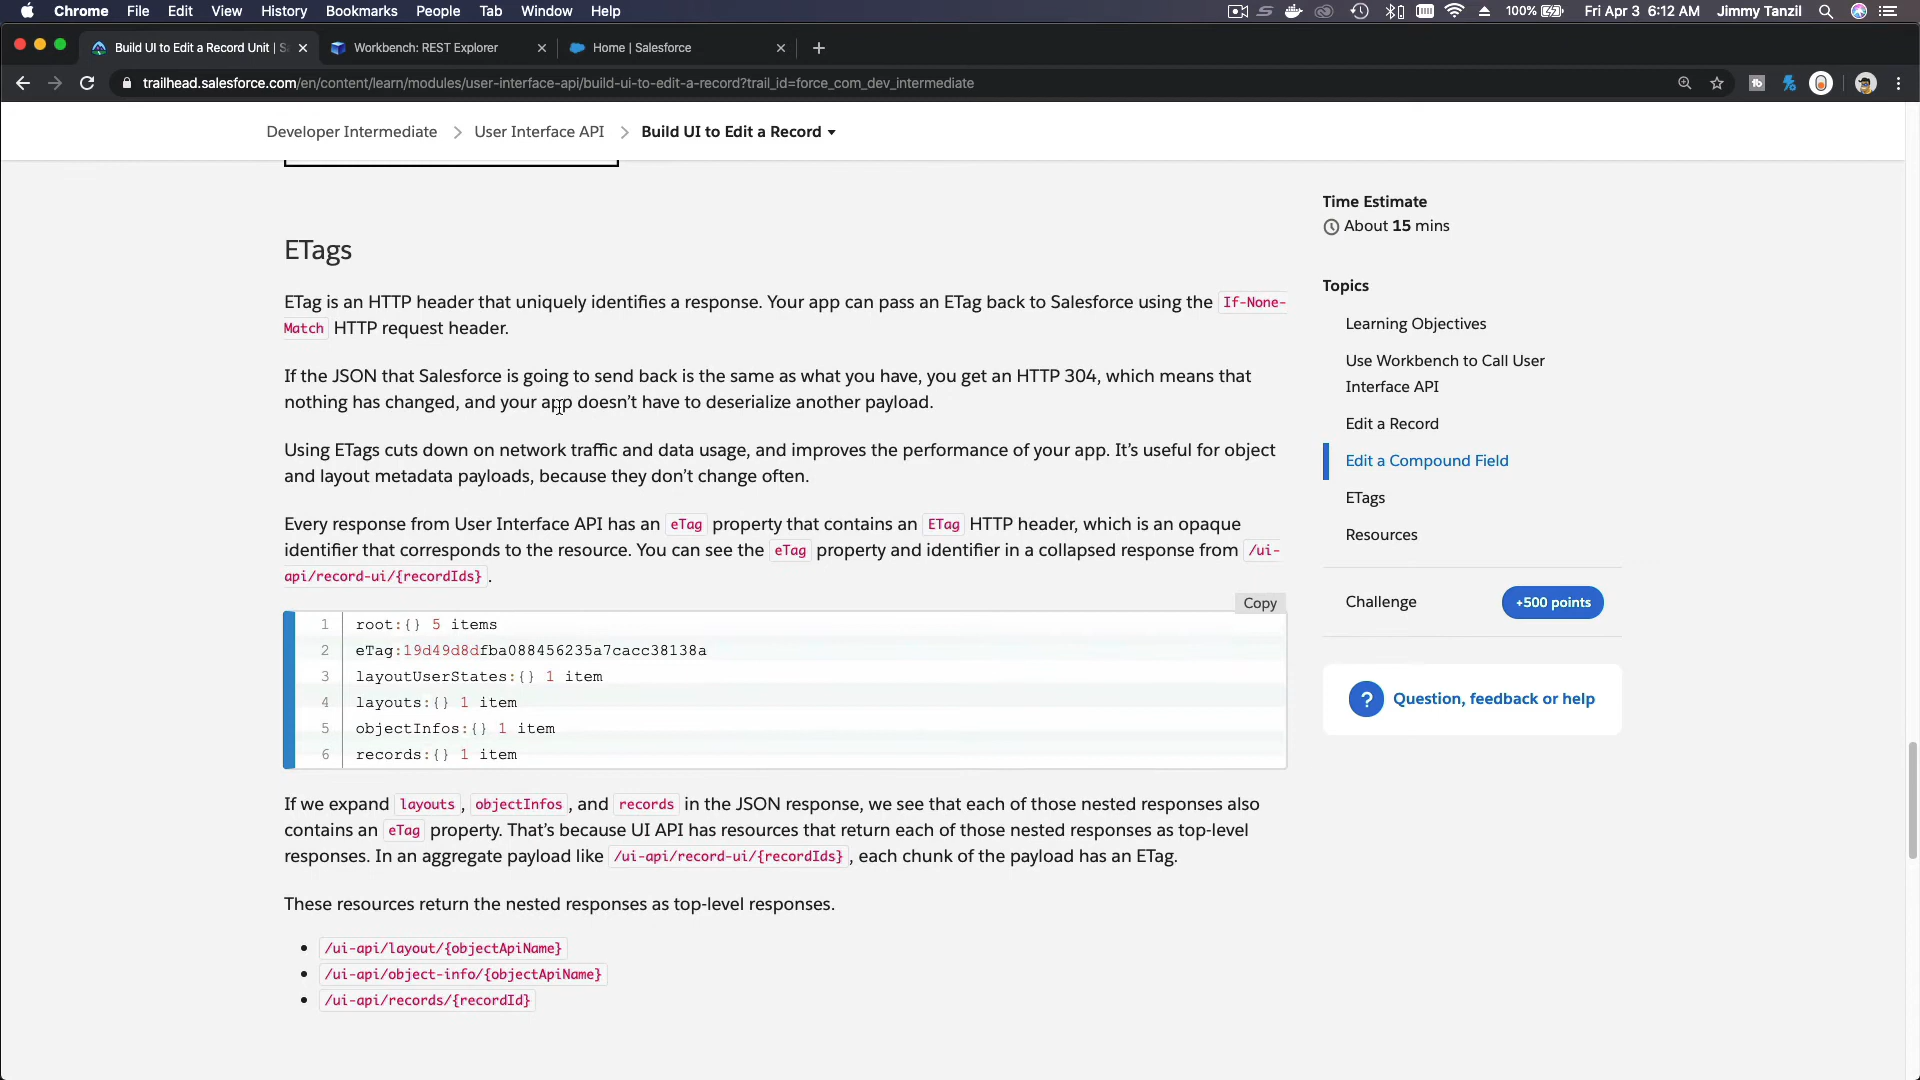 Chrome File Edit View History Bookmarks People Tab Window Help 100% Fri Apr 3 6:12 AM Jimmy Tanzil
Build UI to Edit a Record Unit | S Workbench: REST Explorer Home | Salesforce
trailhead.salesforce.com/en/content/learn/modules/user-interface-api/build-ui-to-edit-a-record?trail_id=force_com_dev_intermediate
Developer Intermediate User Interface API Build UI to Edit a Record
ETags
ETag is an HTTP header that uniquely identifies a response. Your app can pass an ETag back to Salesforce using the If-None-
Match HTTP request header.
If the JSON that Salesforce is going to send back is the same as what you have, you get an HTTP 304, which means that
nothing has changed, and your app doesn’t have to deserialize another payload.
Using ETags cuts down on network traffic and data usage, and improves the performance of your app. It’s useful for object
and layout metadata payloads, because they don’t change often.
Every response from User Interface API has an eTag property that contains an ETag HTTP header, which is an opaque
identifier that corresponds to the resource. You can see the eTag property and identifier in a collapsed response from /ui-
api/record-ui/{recordIds} .
Copy
1 root:{} 5 items
2 eTag:19d49d8dfba088456235a7cacc38138a
3 layoutUserStates:{} 1 item
4 layouts:{} 1 item
5 objectInfos:{} 1 item
6 records:{} 1 item
If we expand layouts , objectInfos , and records in the JSON response, we see that each of those nested responses also
contains an eTag property. That’s because UI API has resources that return each of those nested responses as top-level
responses. In an aggregate payload like /ui-api/record-ui/{recordIds} , each chunk of the payload has an ETag.
These resources return the nested responses as top-level responses.
/ui-api/layout/{objectApiName}
/ui-api/object-info/{objectApiName}
/ui-api/records/{recordId}
Time Estimate
About 15 mins
Topics
Learning Objectives
Use Workbench to Call User
Interface API
Edit a Record
Edit a Compound Field
ETags
Resources
Challenge +500 points
? Question, feedback or help